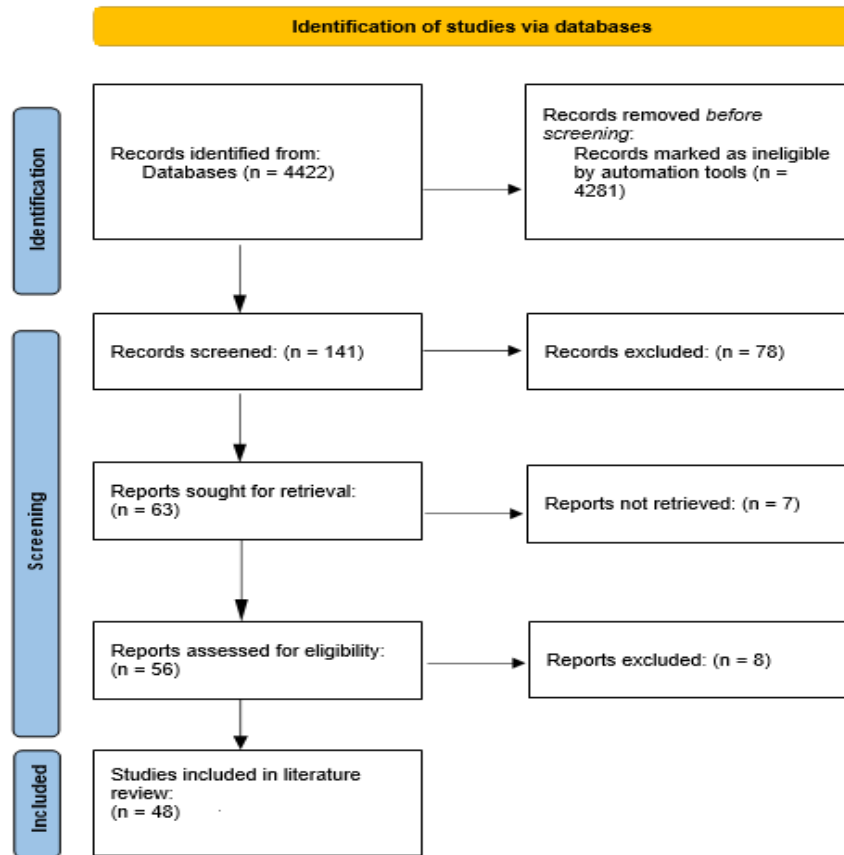 Identification of studies via databases
Identification
Records identified from:
Databases (n = 4422)
Records removed before
screening:
Records marked as ineligible
by automation tools (n =
4281)
Screening
Records screened: (n = 141)
Records excluded: (n = 78)
Reports sought for retrieval:
(n = 63)
Reports not retrieved: (n = 7)
Reports assessed for eligibility:
(n = 56)
Reports excluded: (n = 8)
Included
Studies included in literature
review:
(n = 48)